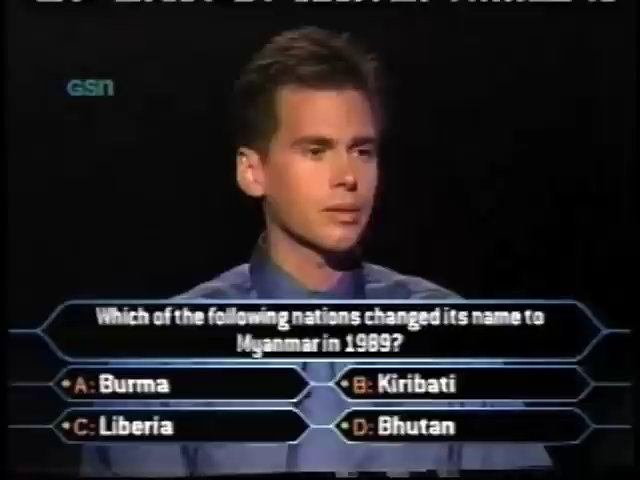 GSN
Which of the following nations changed its name to
Myanmar in 1989?
A: Burma
B: Kiribati
C: Liberia
D: Bhutan